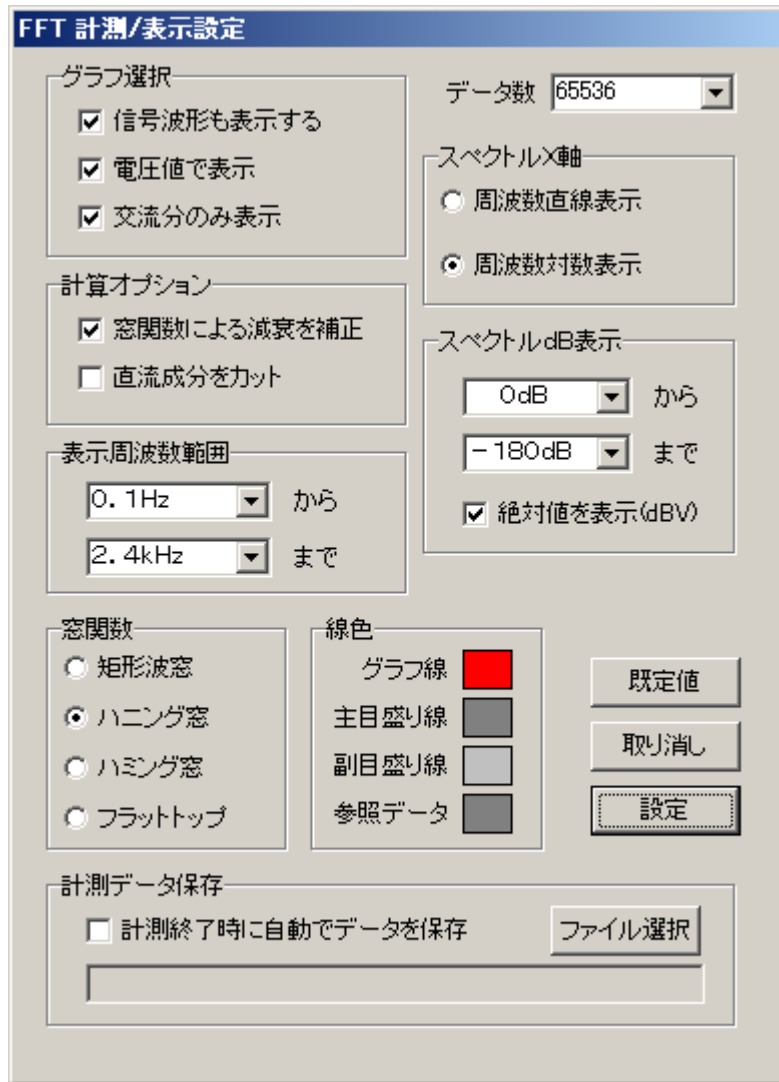 FFT 計測/表示設定
グラフ選択
信号波形も表示する
電圧値で表示
交流分のみ表示
データ数 65536
スペクトルX軸
周波数直線表示
周波数対数表示
計算オプション
窓関数による減衰を補正
直流成分をカット
スペクトルdB表示
0dB から
-180dB まで
絶対値を表示(dBV)
表示周波数範囲
0.1Hz から
2.4kHz まで
窓関数
矩形波窓
ハニング窓
ハミング窓
フラットトップ
線色
グラフ線
主目盛り線
副目盛り線
参照データ
既定値
取り消し
設定
計測データ保存
計測終了時に自動でデータを保存
ファイル選択